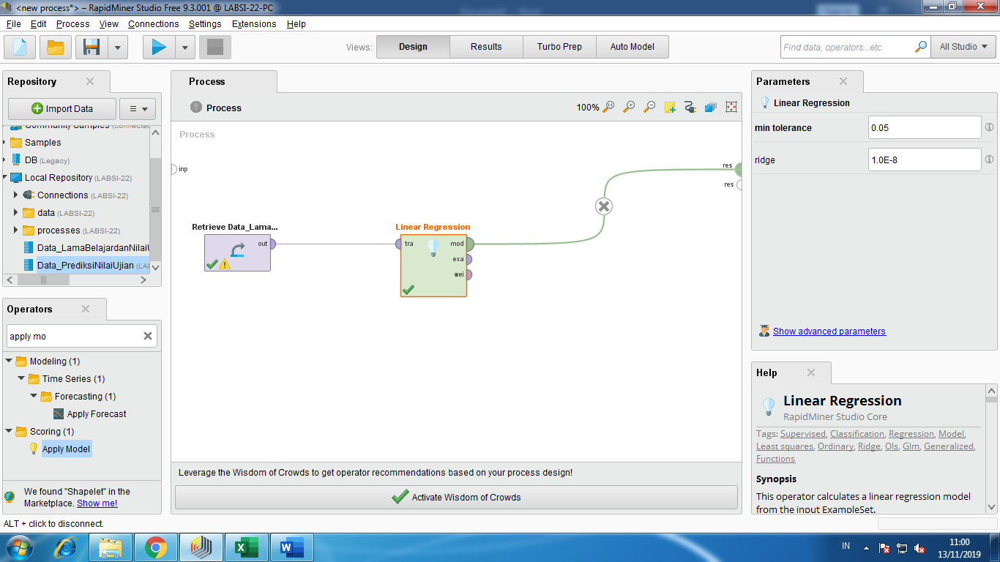 <new process*> – RapidMiner Studio Free 9.3.001 @ LABSI-22-PC
File Edit Process View Connections Settings Extensions Help
Views: Design Results Turbo Prep Auto Model
Find data, operators...etc
All Studio
Repository
Import Data
Community Samples (connected
Samples
DB (Legacy)
Local Repository (LABSI-22)
Connections (LABSI-22)
data (LABSI-22)
processes (LABSI-22)
Data_LamaBelajardanNilaiU
Data_PrediksiNilaiUjian (LA
Operators
apply mo
Modeling (1)
Time Series (1)
Forecasting (1)
Apply Forecast
Scoring (1)
Apply Model
We found "Shapelet" in the
Marketplace. Show me!
Process
Process
100%
Process
inp
res
res
Retrieve Data_Lama...
out
Linear Regression
tra mod
exa
wei
Leverage the Wisdom of Crowds to get operator recommendations based on your process design!
Activate Wisdom of Crowds
Parameters
Linear Regression
min tolerance 0.05
ridge 1.0E-8
Show advanced parameters
Help
Linear Regression
RapidMiner Studio Core
Tags: Supervised, Classification, Regression, Model,
Least squares, Ordinary, Ridge, Ols, Glm, Generalized,
Functions
Synopsis
This operator calculates a linear regression model
from the input ExampleSet.
ALT + click to disconnect.
IN
11:00
13/11/2019